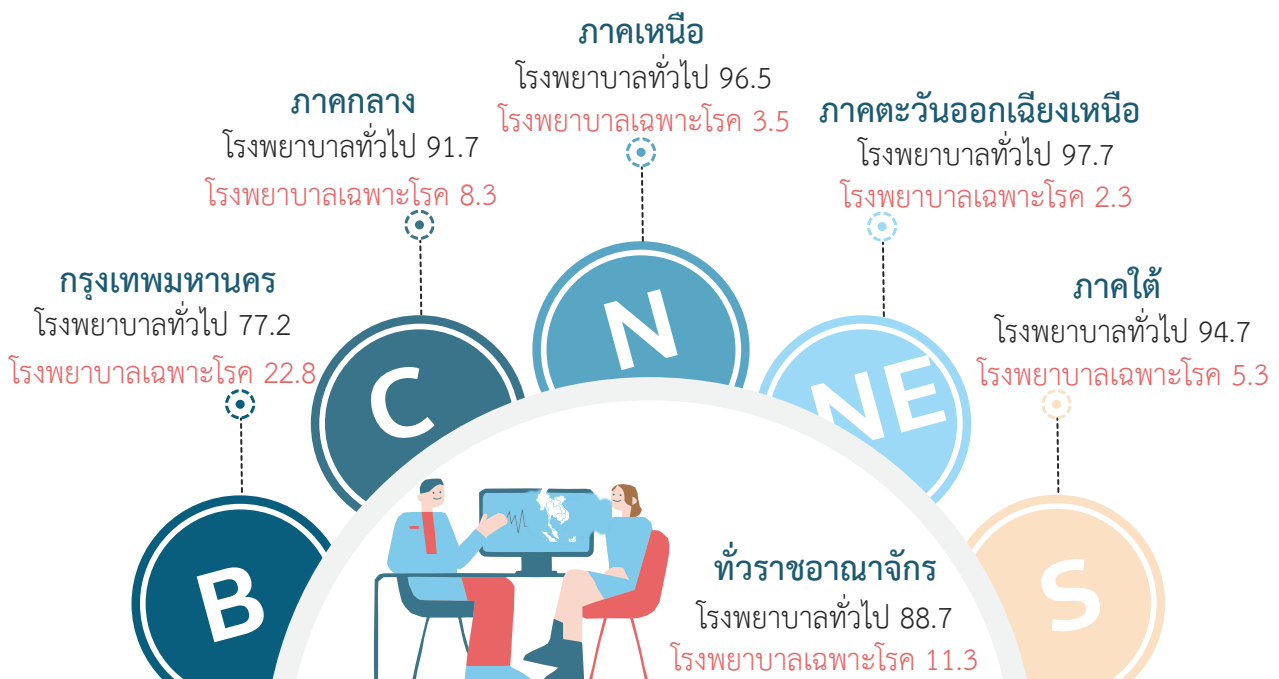 ภาคเหนือ
โรงพยาบาลทั่วไป 96.5
โรงพยาบาลเฉพาะโรค 3.5
ภาคกลาง
โรงพยาบาลทั่วไป 91.7
โรงพยาบาลเฉพาะโรค 8.3
ภาคตะวันออกเฉียงเหนือ
โรงพยาบาลทั่วไป 97.7
โรงพยาบาลเฉพาะโรค 2.3
กรุงเทพมหานคร
โรงพยาบาลทั่วไป 77.2
โรงพยาบาลเฉพาะโรค 22.8
ภาคใต้
โรงพยาบาลทั่วไป 94.7
โรงพยาบาลเฉพาะโรค 5.3
B
C
N
NE
S
ทั่วราชอาณาจักร
โรงพยาบาลทั่วไป 88.7
โรงพยาบาลเฉพาะโรค 11.3